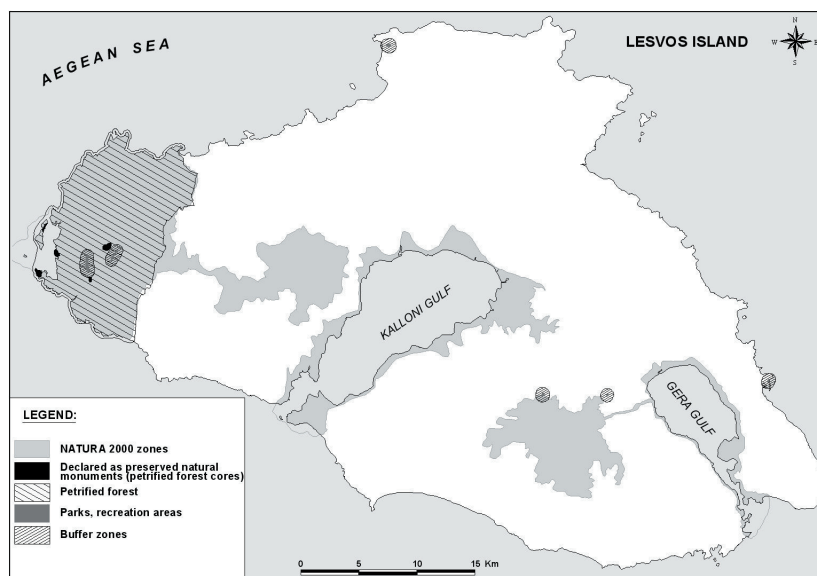 AEGEAN SEA
LESVOS ISLAND
N
W E
S
KALLONI GULF
GERA GULF
LEGEND:
NATURA 2000 zones
Declared as preserved natural
monuments (petrified forest cores)
Petrified forest
Parks, recreation areas
Buffer zones
0 5 10 15 Km